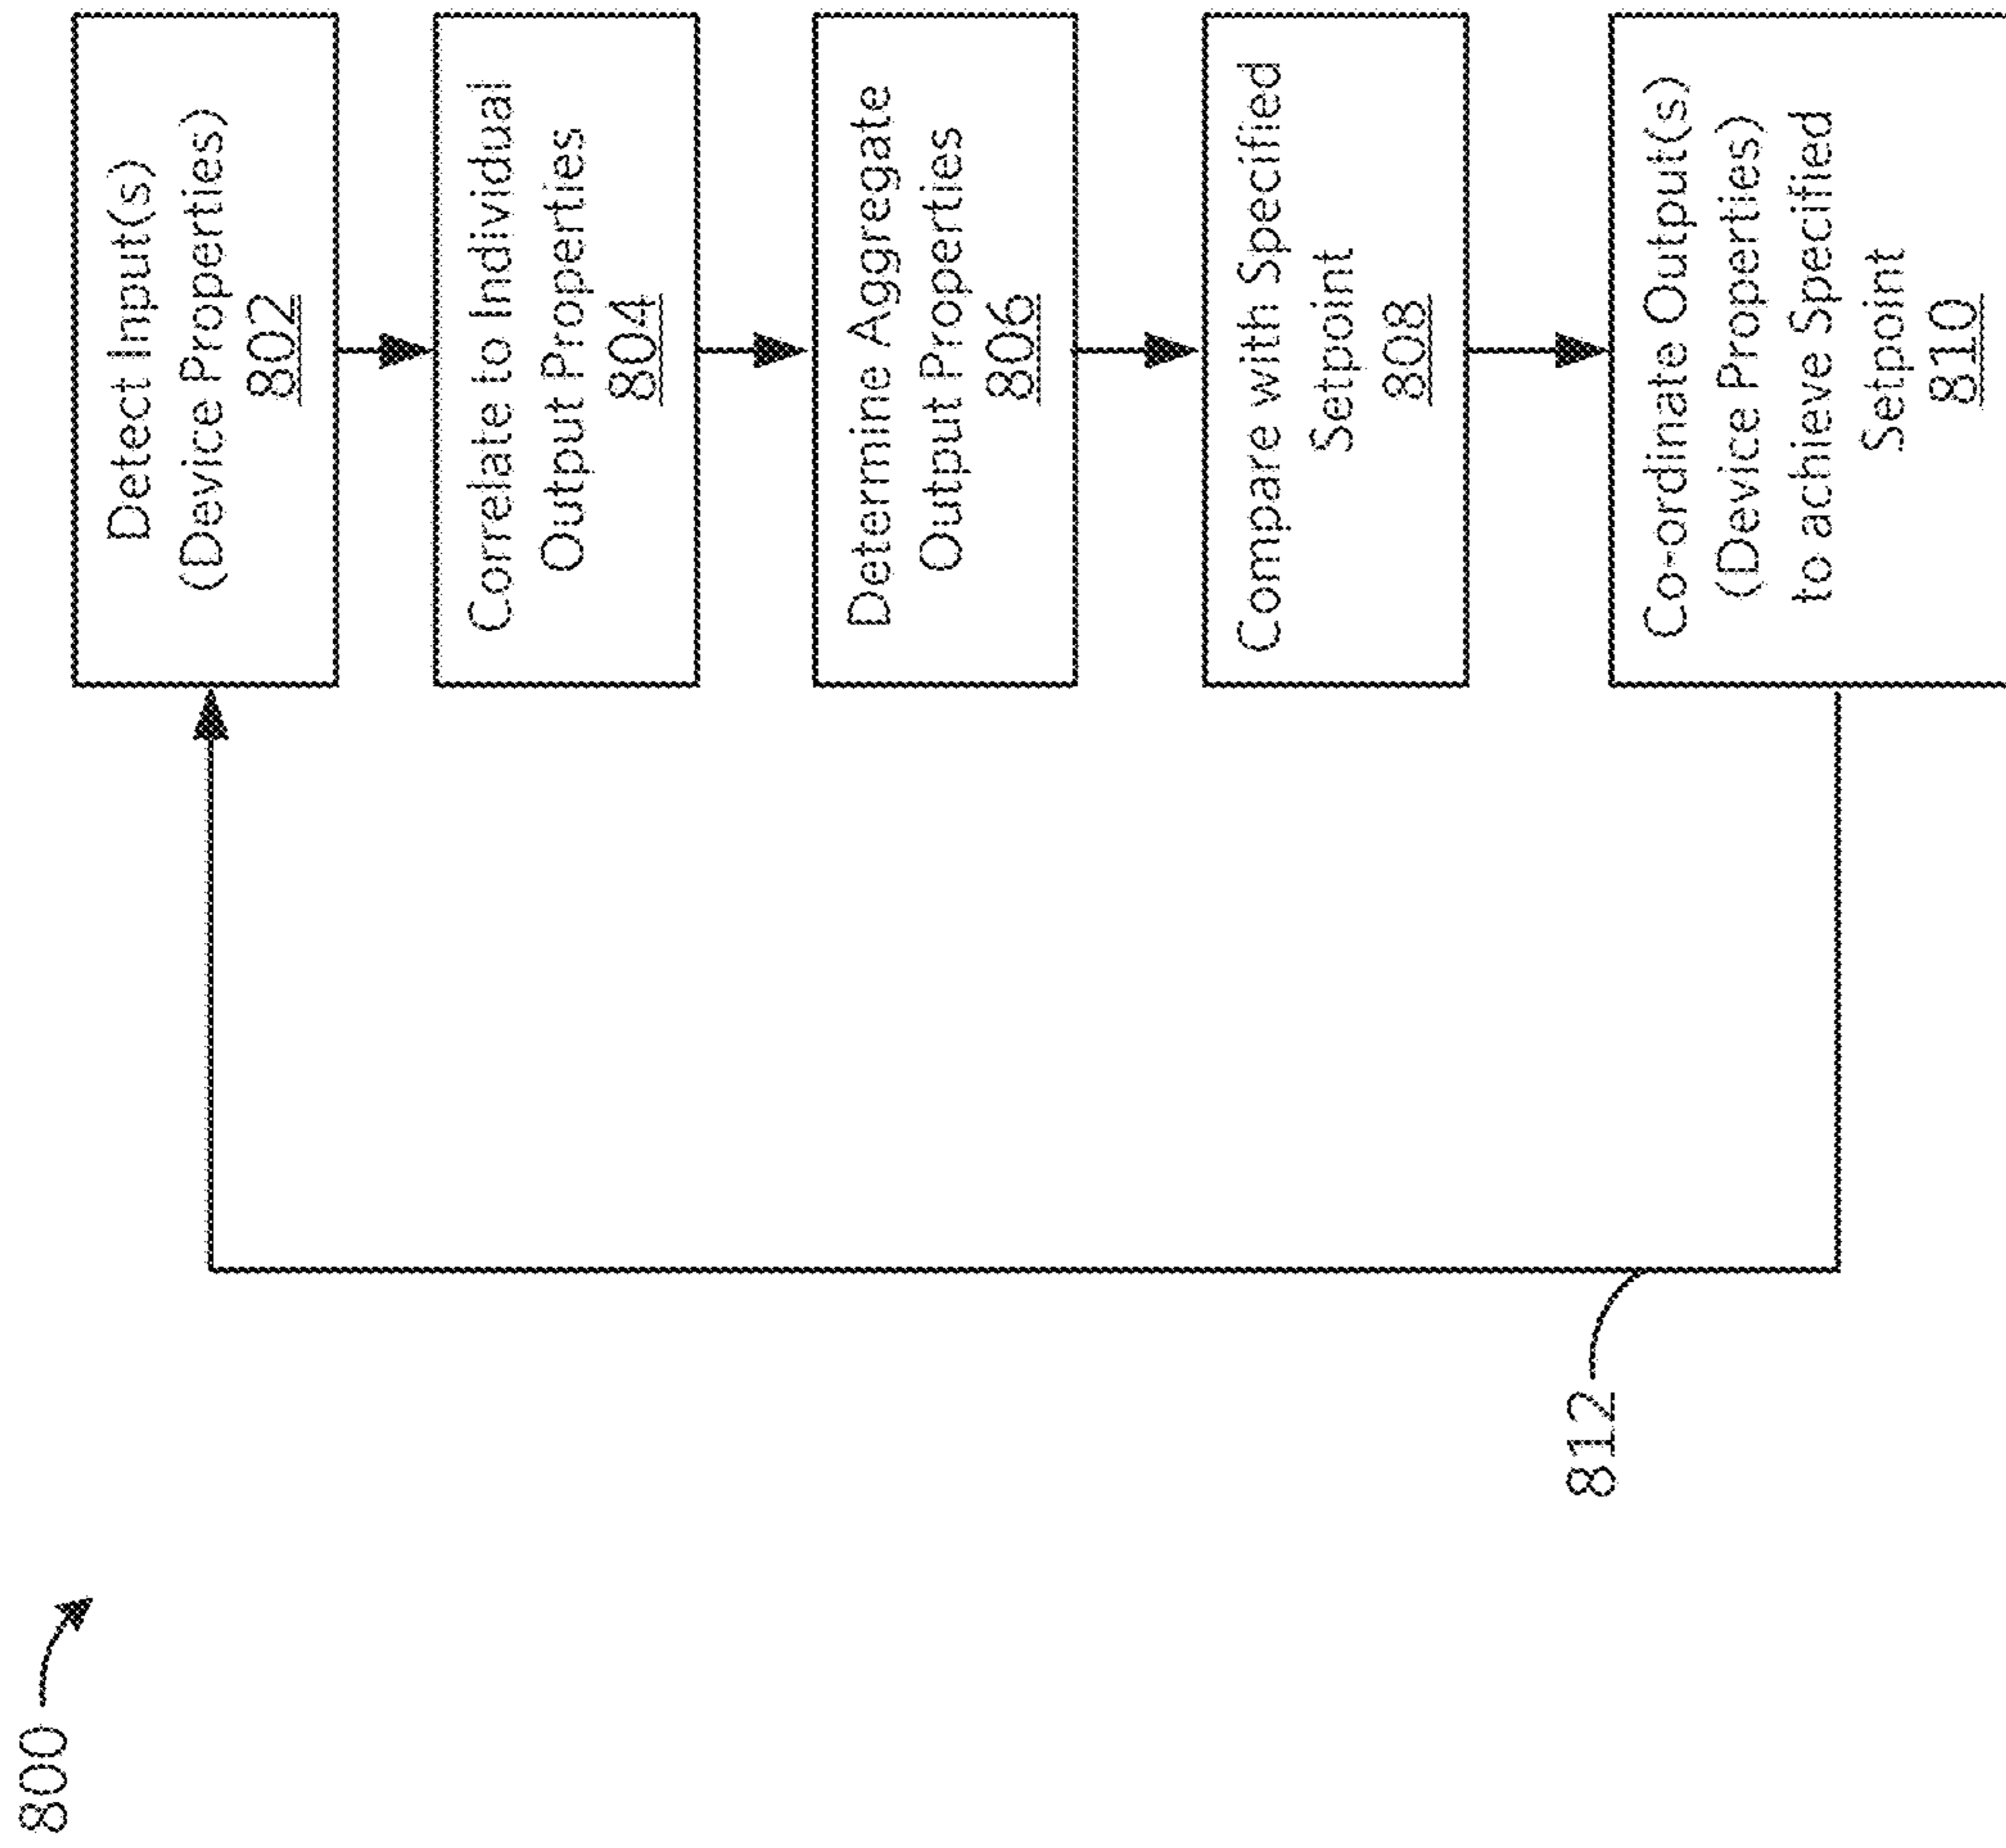 800
Detect Input(s)
(Device Properties)
802
Correlate to Individual
Output Properties
804
Determine Aggregate
Output Properties
806
Compare with Specified
Setpoint
808
Co-ordinate Output(s)
(Device Properties)
to achieve Specified
Setpoint
810
812